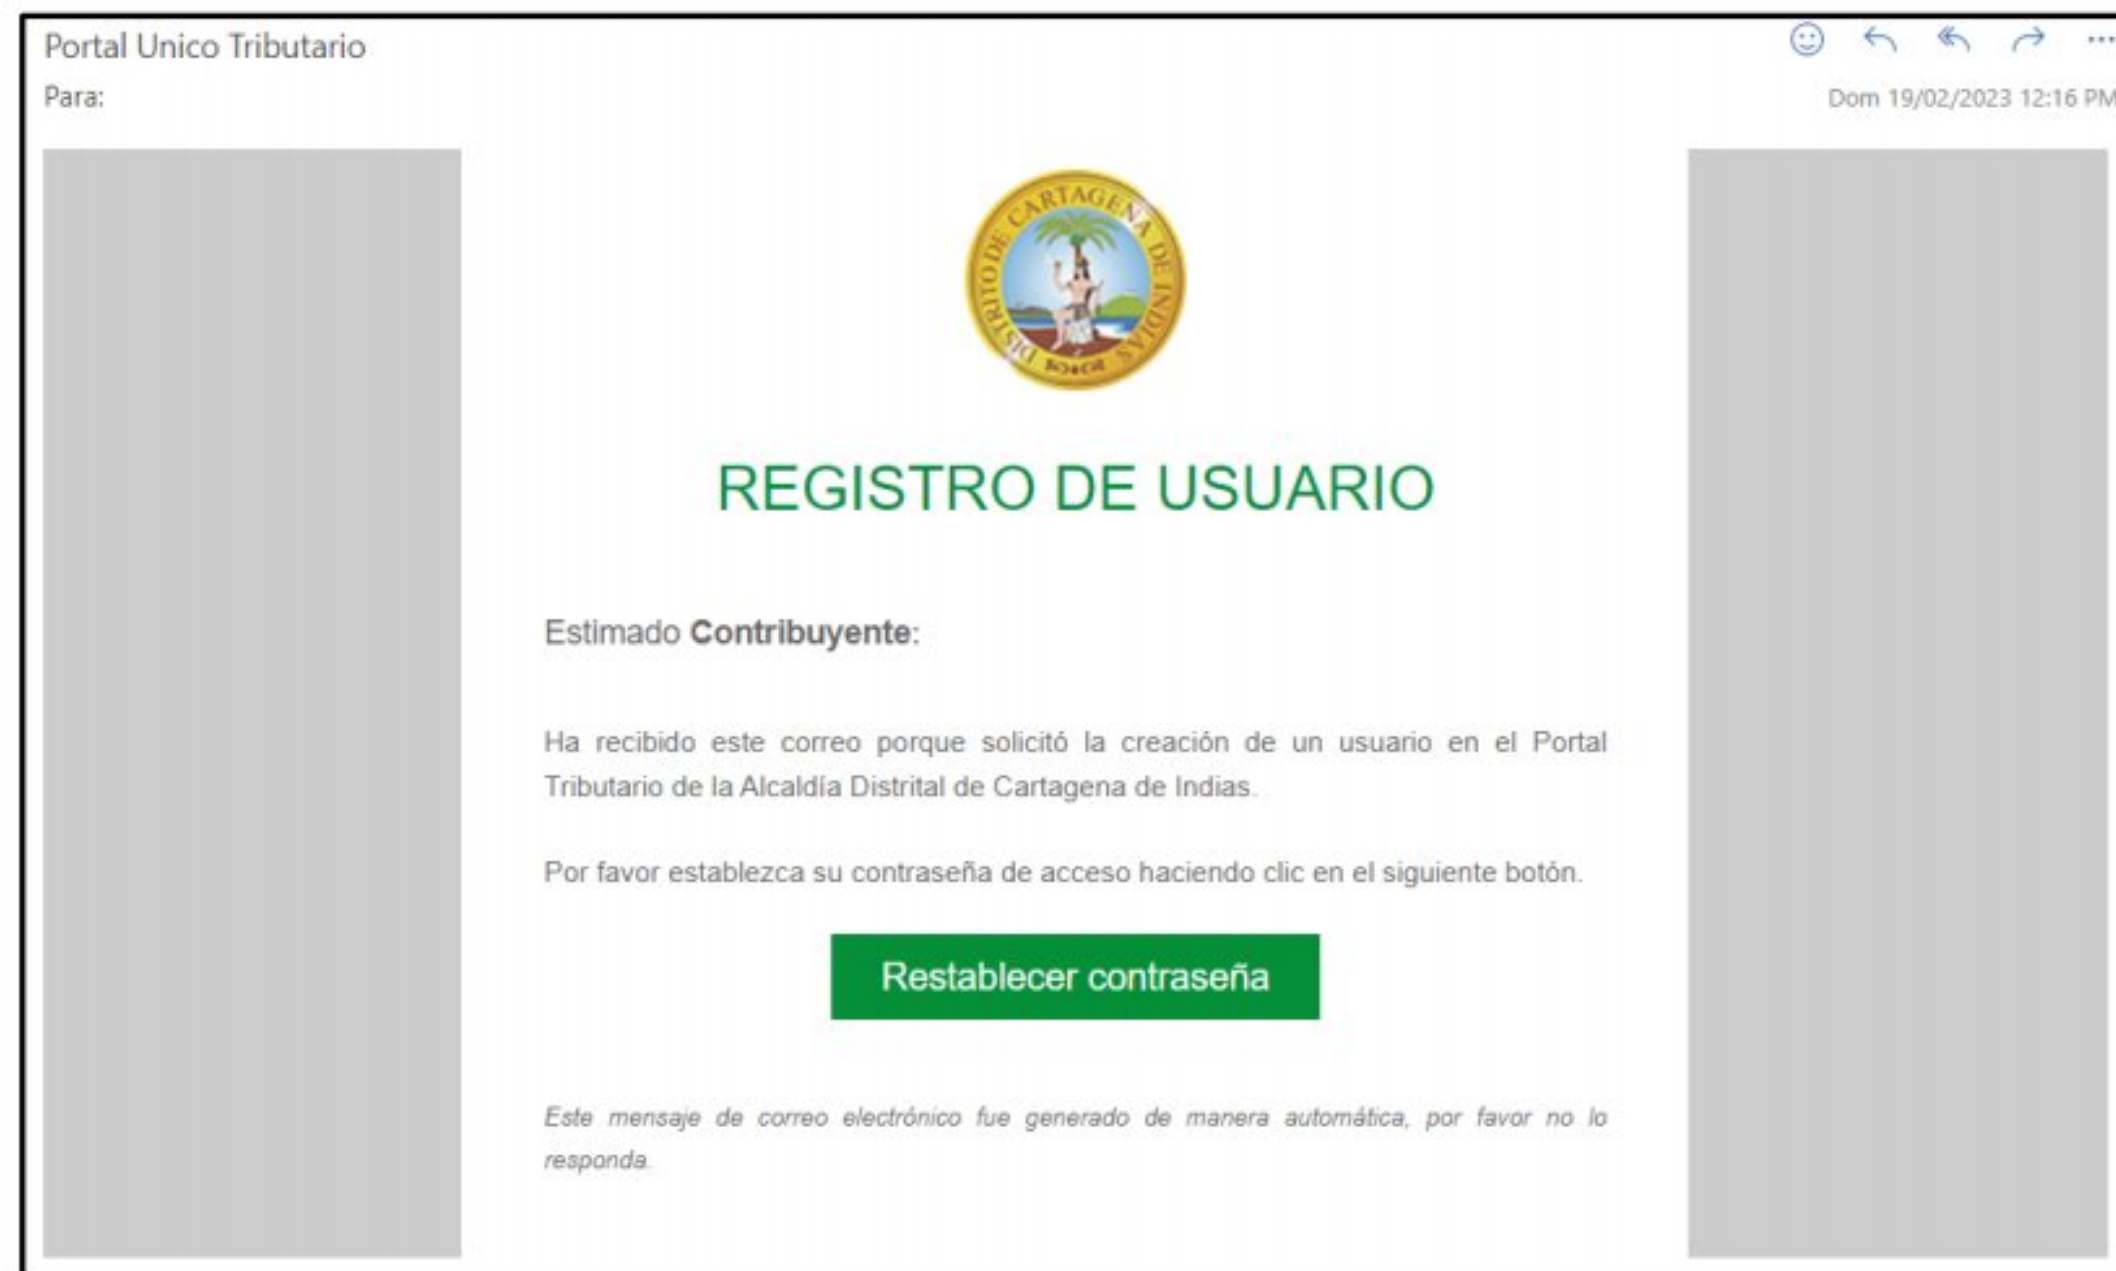 Portal Unico Tributario
Para:
Dom 19/02/2023 12:16 PM
DISTRITO DE CARTAGENA DE INDIAS
REGISTRO DE USUARIO
Estimado Contribuyente:
Ha recibido este correo porque solicitó la creación de un usuario en el Portal
Tributario de la Alcaldía Distrital de Cartagena de Indias.
Por favor establezca su contraseña de acceso haciendo clic en el siguiente botón.
Restablecer contraseña
Este mensaje de correo electrónico fue generado de manera automática, por favor no lo
responda.